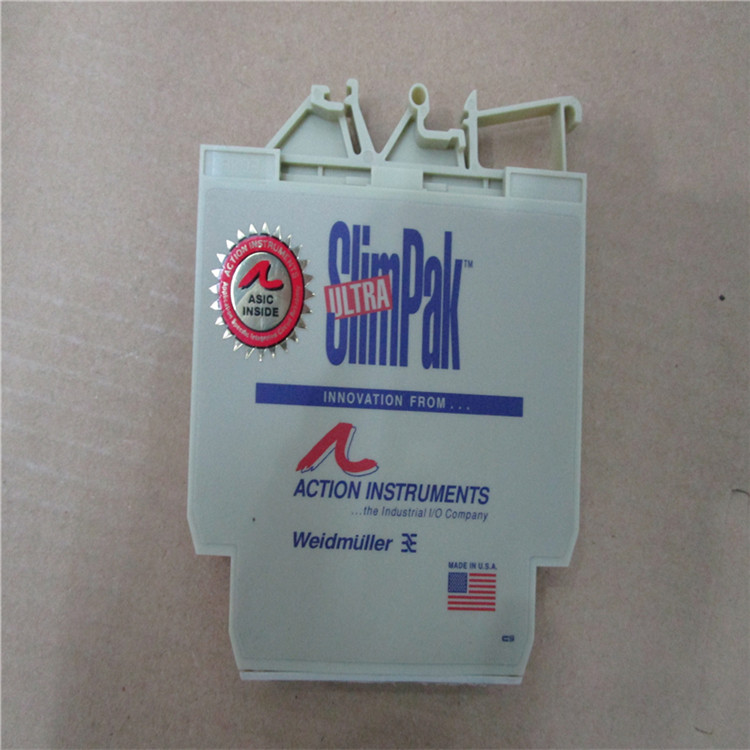 ACTION INSTRUMENTS
ASIC
INSIDE
SlimPak™
ULTRA
INNOVATION FROM . . .
ACTION INSTRUMENTS
...the Industrial I/O Company
Weidmüller
MADE IN U.S.A.